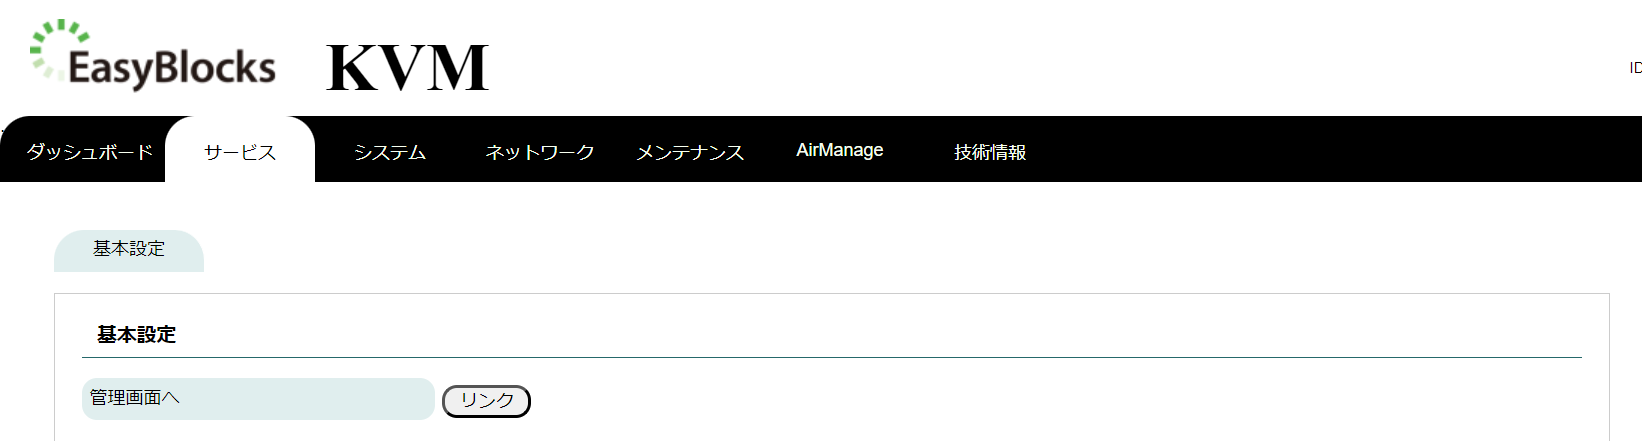 EasyBlocks KVM
ID
ダッシュボード サービス システム ネットワーク メンテナンス AirManage 技術情報
基本設定
基本設定
管理画面へ リンク